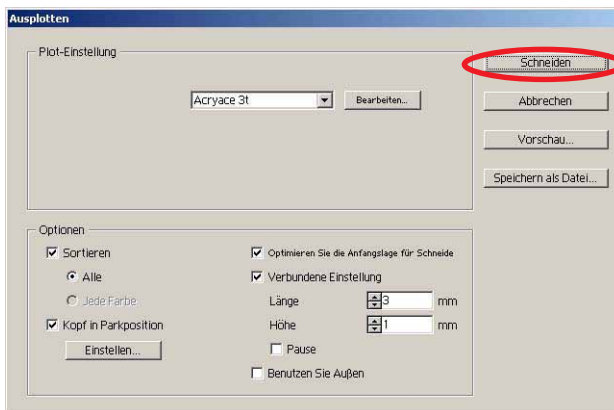 Ausplotten
Plot-Einstellung
Acryace 3t
Bearbeiten...
Schneiden
Abbrechen
Vorschau...
Speichern als Datei...
Optionen
Sortieren
Alle
Jede Farbe
Kopf in Parkposition
Einstellen...
Optimieren Sie die Anfangslage für Schneide
Verbundene Einstellung
Länge 3 mm
Höhe 1 mm
Pause
Benutzen Sie Außen